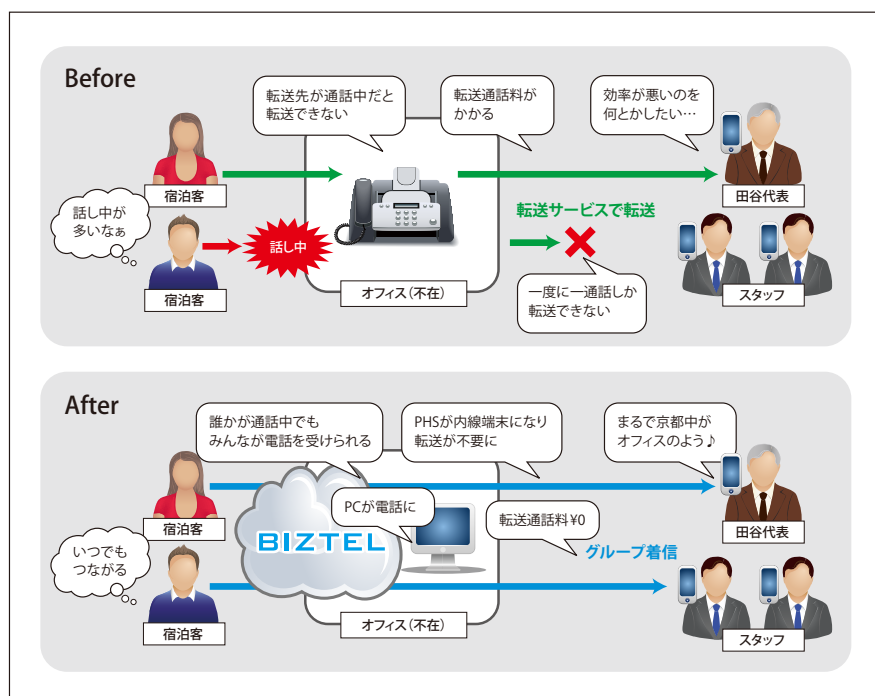 Before
転送先が通話中だと
転送できない
転送通話料が
かかる
効率が悪いのを
何とかしたい…
宿泊客
田谷代表
話し中が
多いなぁ
話し中
転送サービスで転送
宿泊客
オフィス(不在)
一度に一通話しか
転送できない
スタッフ
After
誰かが通話中でも
みんなが電話を受けられる
PHSが内線端末になり
転送が不要に
まるで京都中が
オフィスのよう♪
宿泊客
PCが電話に
転送通話料¥0
田谷代表
BIZTEL
いつでも
つながる
グループ着信
宿泊客
オフィス(不在)
スタッフ